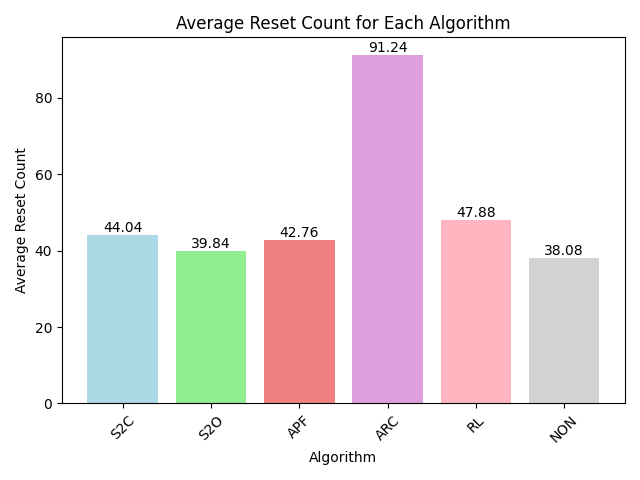 Average Reset Count for Each Algorithm
91.24
80
60
47.88
44.04
42.76
39.84
38.08
40
20
0
Average Reset Count
S2C
S2O
APF
ARC
RL
NON
Algorithm